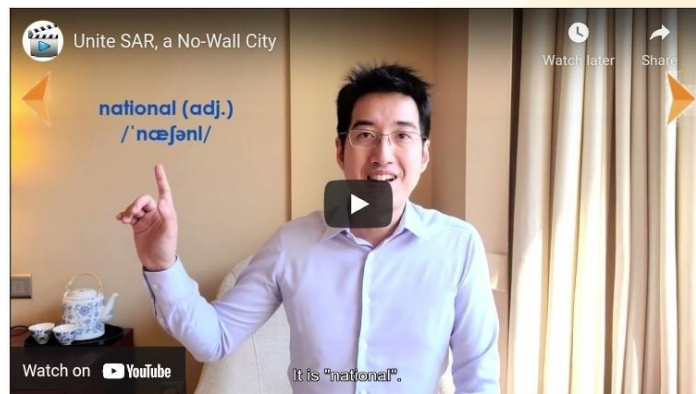 Unite SAR, a No-Wall City
Watch later
Share
national (adj.)
/ˈnæʃənl/
It is "national".
Watch on YouTube